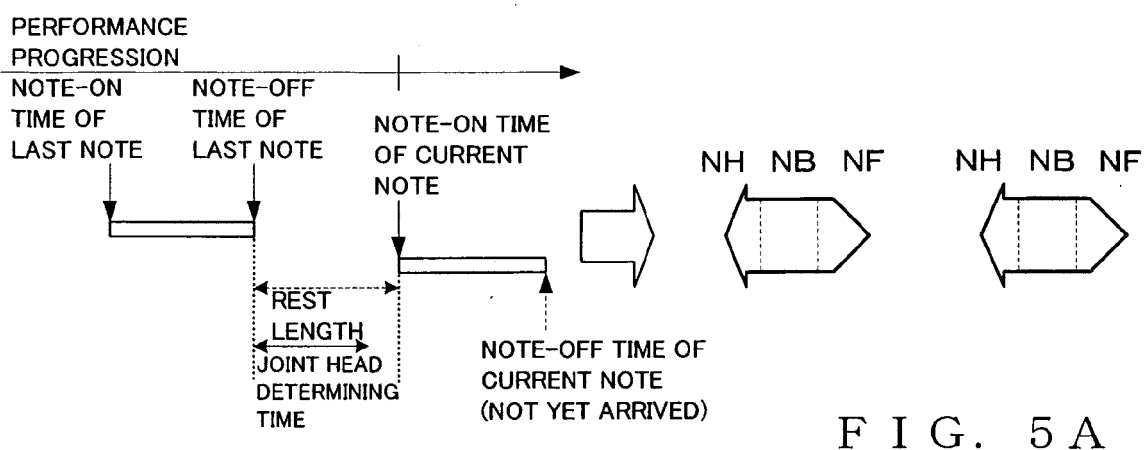 PERFORMANCE
PROGRESSION
NOTE-ON
TIME OF
LAST NOTE
NOTE-OFF
TIME OF
LAST NOTE
NOTE-ON TIME
OF CURRENT
NOTE
NH NB NF
NH NB NF
REST
LENGTH
JOINT HEAD
DETERMINING
TIME
NOTE-OFF TIME OF
CURRENT NOTE
(NOT YET ARRIVED)
FIG. 5A